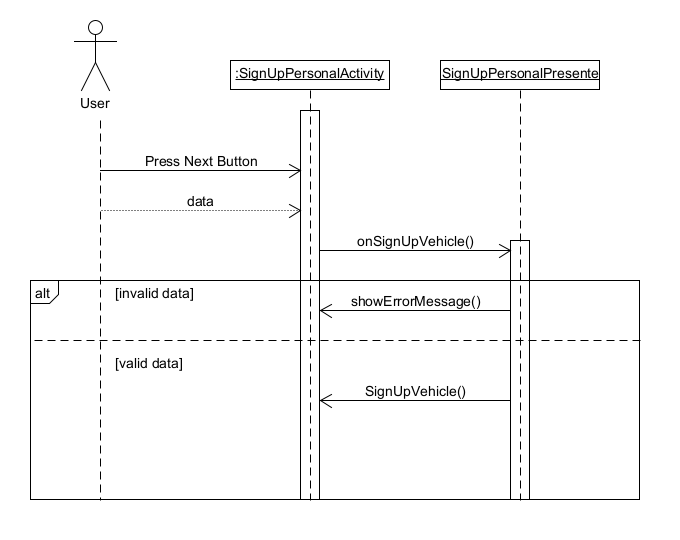 User
:SignUpPersonalActivity
SignUpPersonalPresente
Press Next Button
data
onSignUpVehicle()
alt
[invalid data]
showErrorMessage()
[valid data]
SignUpVehicle()